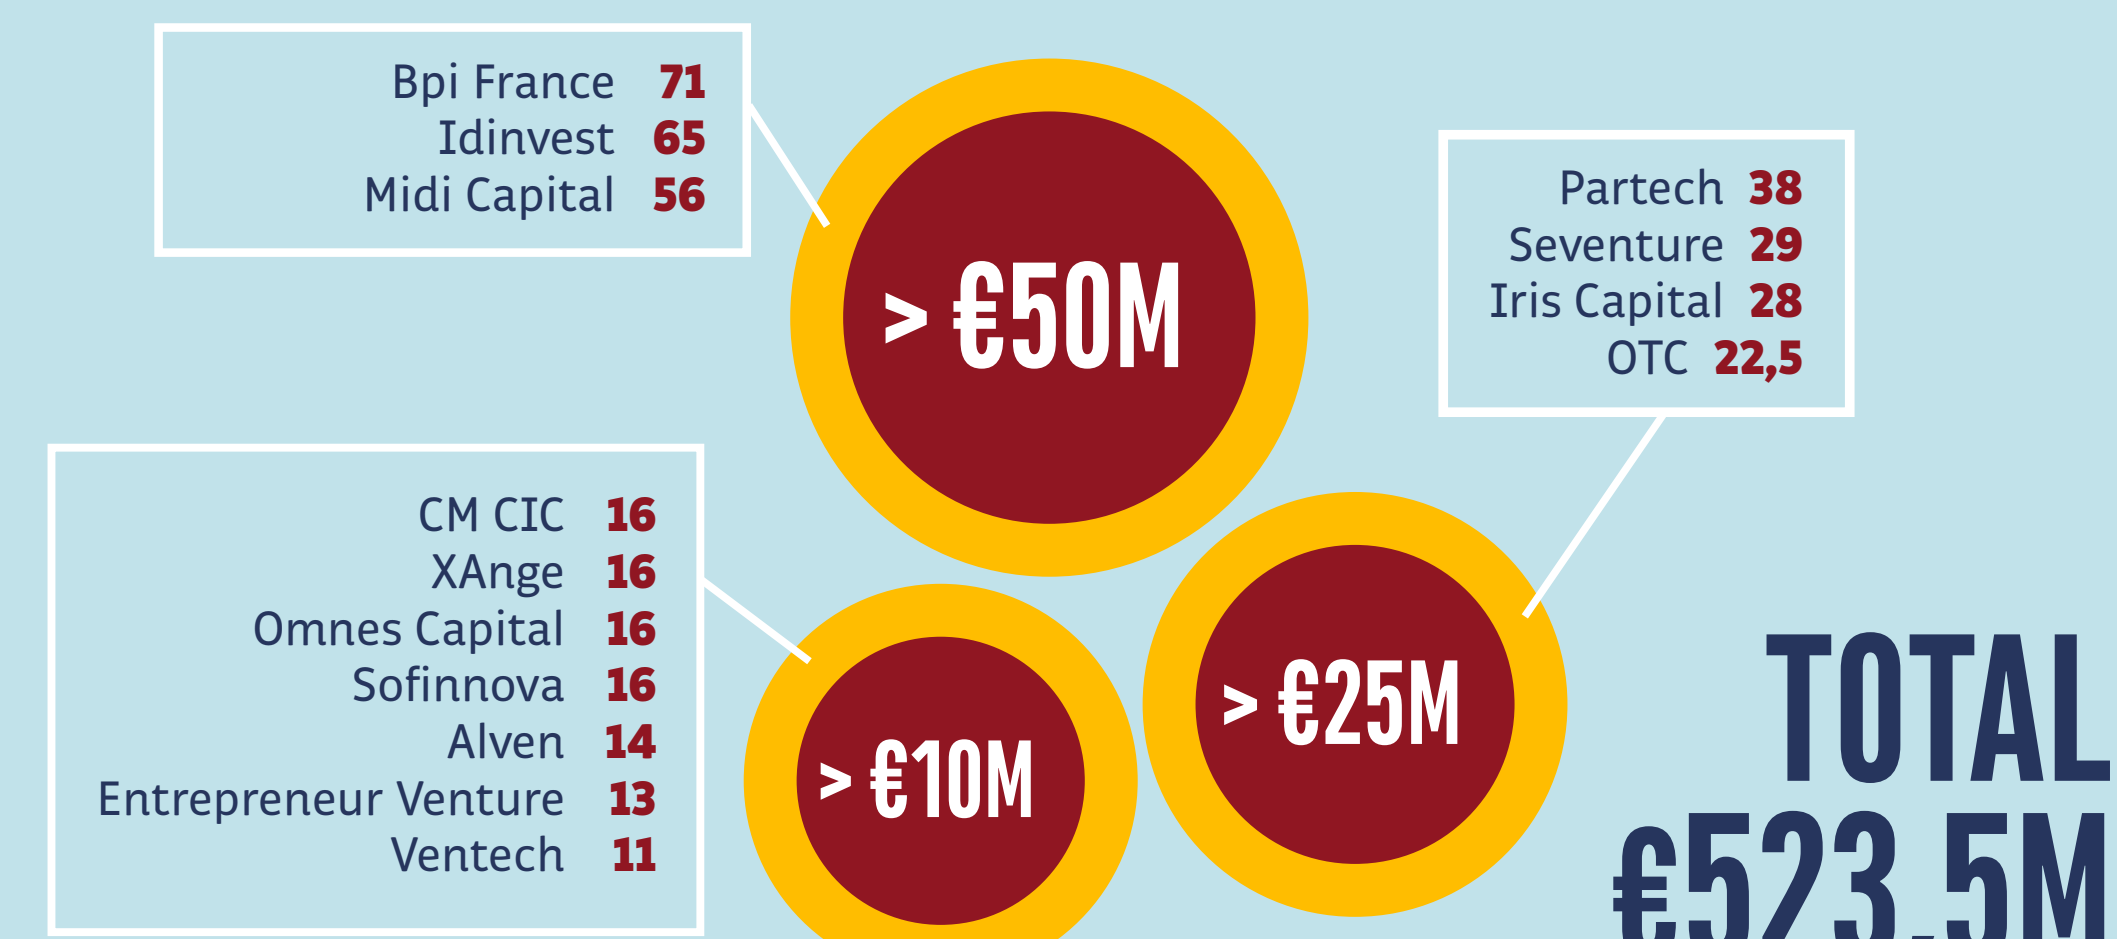 Bpi France 71
Idinvest 65
Midi Capital 56
> €50M
Partech 38
Seventure 29
Iris Capital 28
OTC 22,5
CM CIC 16
XAnge 16
Omnes Capital 16
Sofinnova 16
Alven 14
Entrepreneur Venture 13
Ventech 11
> €10M
> €25M
TOTAL
€523,5M